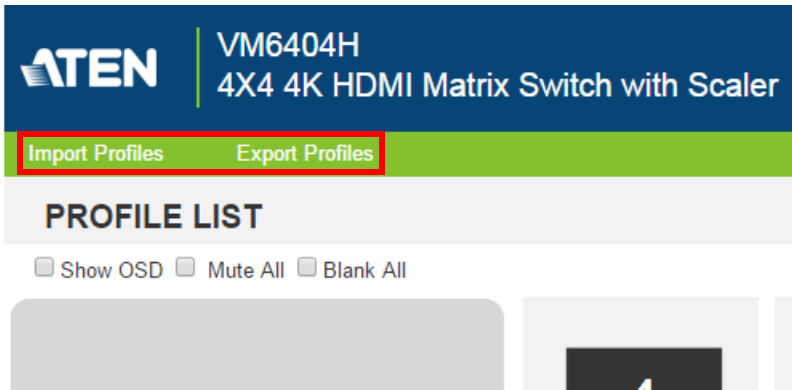 ATEN
VM6404H
4X4 4K HDMI Matrix Switch with Scaler
Import Profiles Export Profiles
PROFILE LIST
Show OSD Mute All Blank All